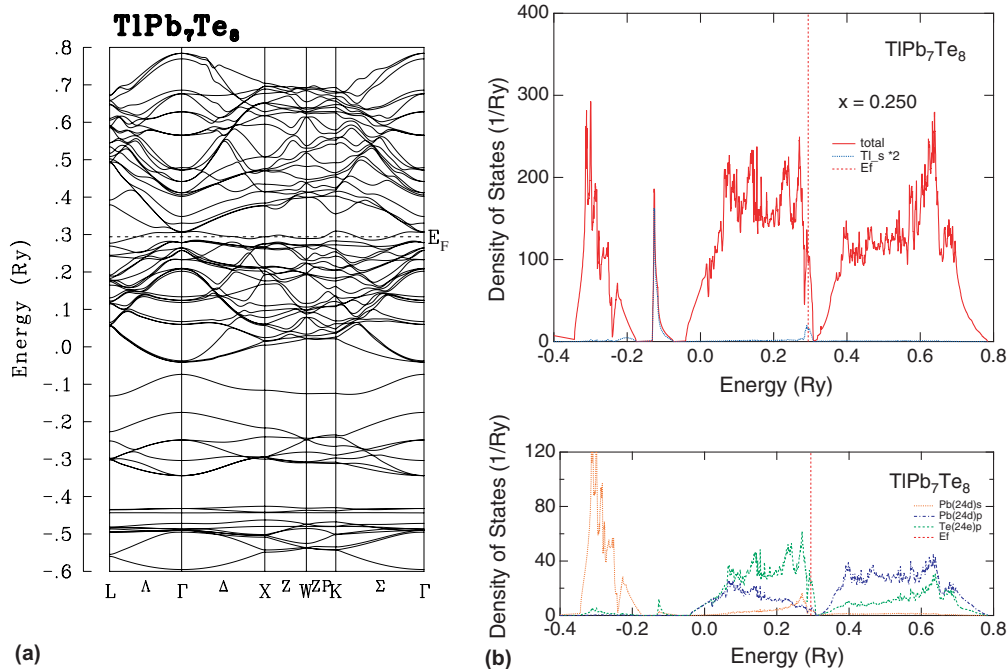 TlPb7Te8
Energy (Ry)
.8
.7
.6
.5
.4
.3
.2
.1
.0
-.1
-.2
-.3
-.4
-.5
-.6
EF
L Λ Γ Δ X Z W ZP K Σ Γ
(a)
Density of States (1/Ry)
400
300
200
100
0
TlPb7Te8
x = 0.250
total
Tl_s *2
Ef
-0.4 -0.2 0.0 0.2 0.4 0.6 0.8
Energy (Ry)
Density of States (1/Ry)
120
80
40
0
TlPb7Te8
Pb(24d)s
Pb(24d)p
Te(24e)p
Ef
-0.4 -0.2 0.0 0.2 0.4 0.6 0.8
Energy (Ry)
(b)